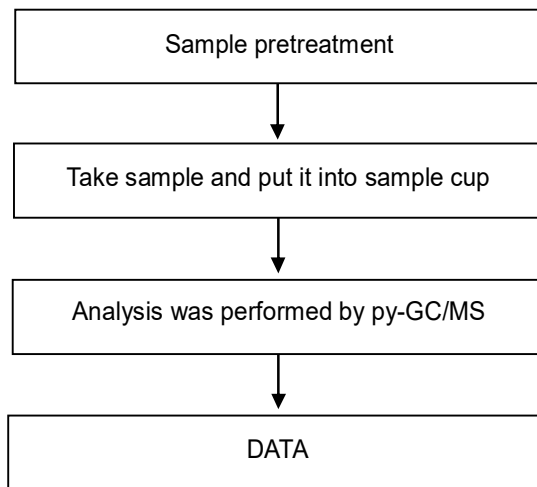 Sample pretreatment
Take sample and put it into sample cup
Analysis was performed by py-GC/MS
DATA